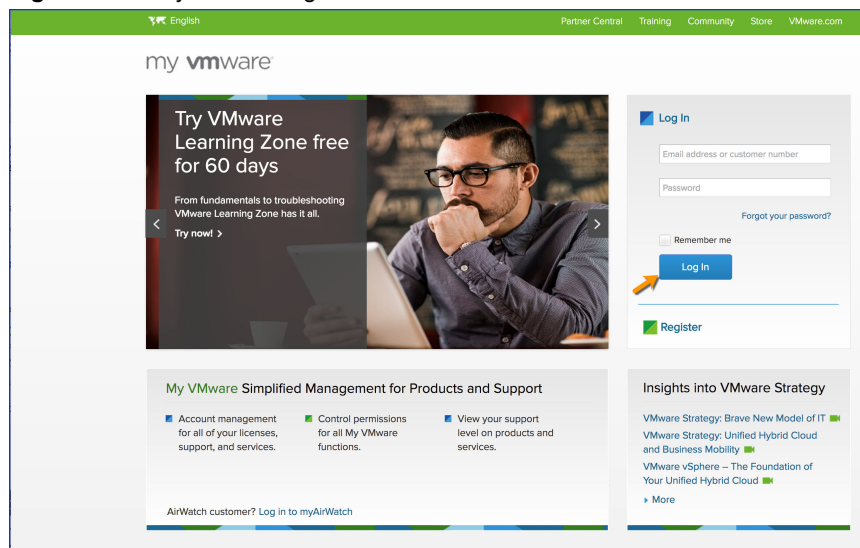 English
Partner Central Training Community Store VMware.com
my vmware
Try VMware
Learning Zone free
for 60 days
From fundamentals to troubleshooting
VMware Learning Zone has it all.
Try now! >
Log In
Email address or customer number
Password
Forgot your password?
Remember me
Log In
Register
My VMware Simplified Management for Products and Support
Account management
for all of your licenses,
support, and services.
Control permissions
for all My VMware
functions.
View your support
level on products and
services.
AirWatch customer? Log in to myAirWatch
Insights into VMware Strategy
VMware Strategy: Brave New Model of IT
VMware Strategy: Unified Hybrid Cloud
and Business Mobility
VMware vSphere – The Foundation of
Your Unified Hybrid Cloud
More